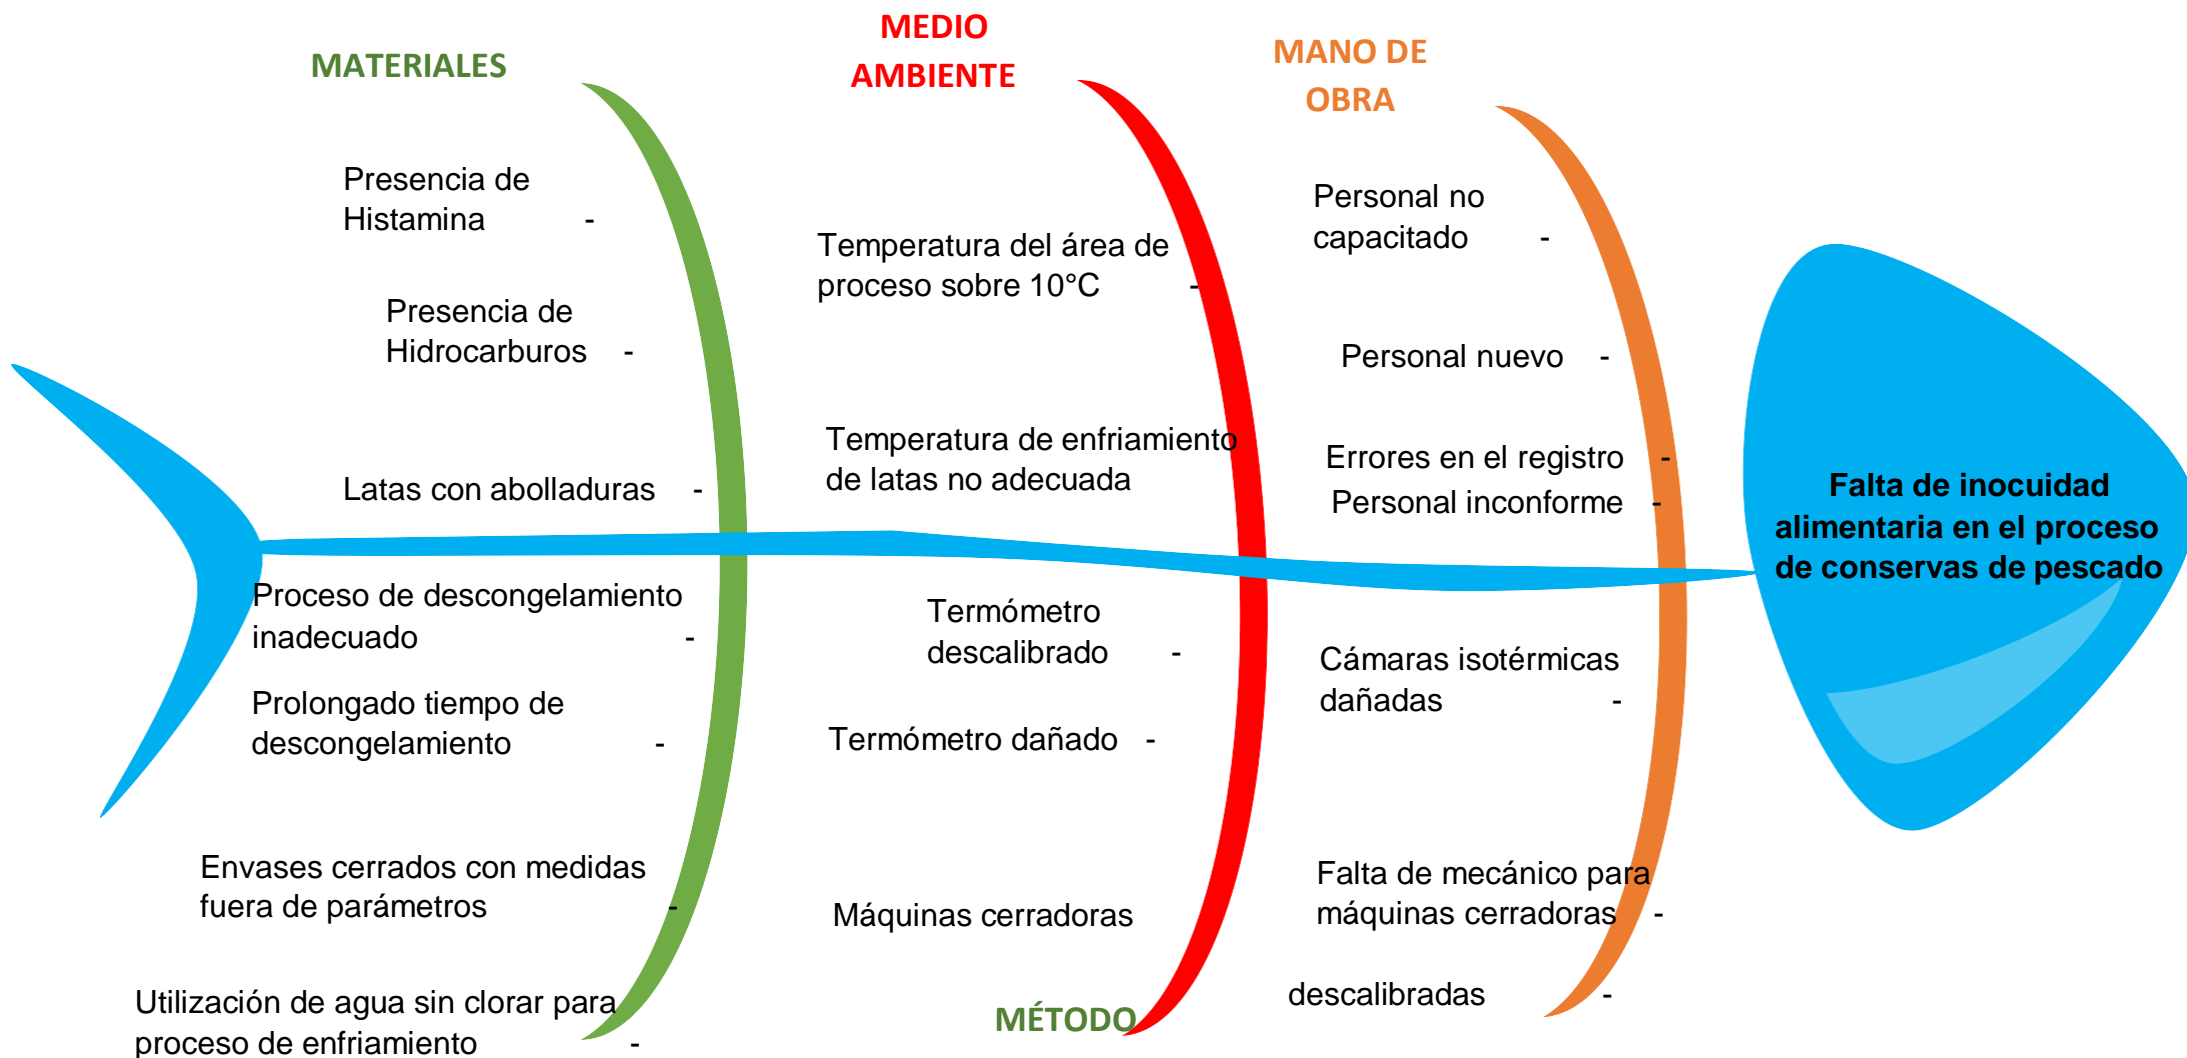 MATERIALES
MEDIO
AMBIENTE
MANO DE
OBRA
Presencia de
Histamina -
Presencia de
Hidrocarburos -
Latas con abolladuras -
Temperatura del área de
proceso sobre 10°C -
Temperatura de enfriamiento
de latas no adecuada
Personal no
capacitado -
Personal nuevo -
Errores en el registro -
Personal inconforme -
Falta de inocuidad
alimentaria en el proceso
de conservas de pescado
Proceso de descongelamiento
inadecuado -
Prolongado tiempo de
descongelamiento -
Envases cerrados con medidas
fuera de parámetros -
Utilización de agua sin clorar para
proceso de enfriamiento -
Termómetro
descalibrado -
Termómetro dañado -
Máquinas cerradoras
MÉTODO
Cámaras isotérmicas
dañadas -
Falta de mecánico para
máquinas cerradoras -
descalibradas -